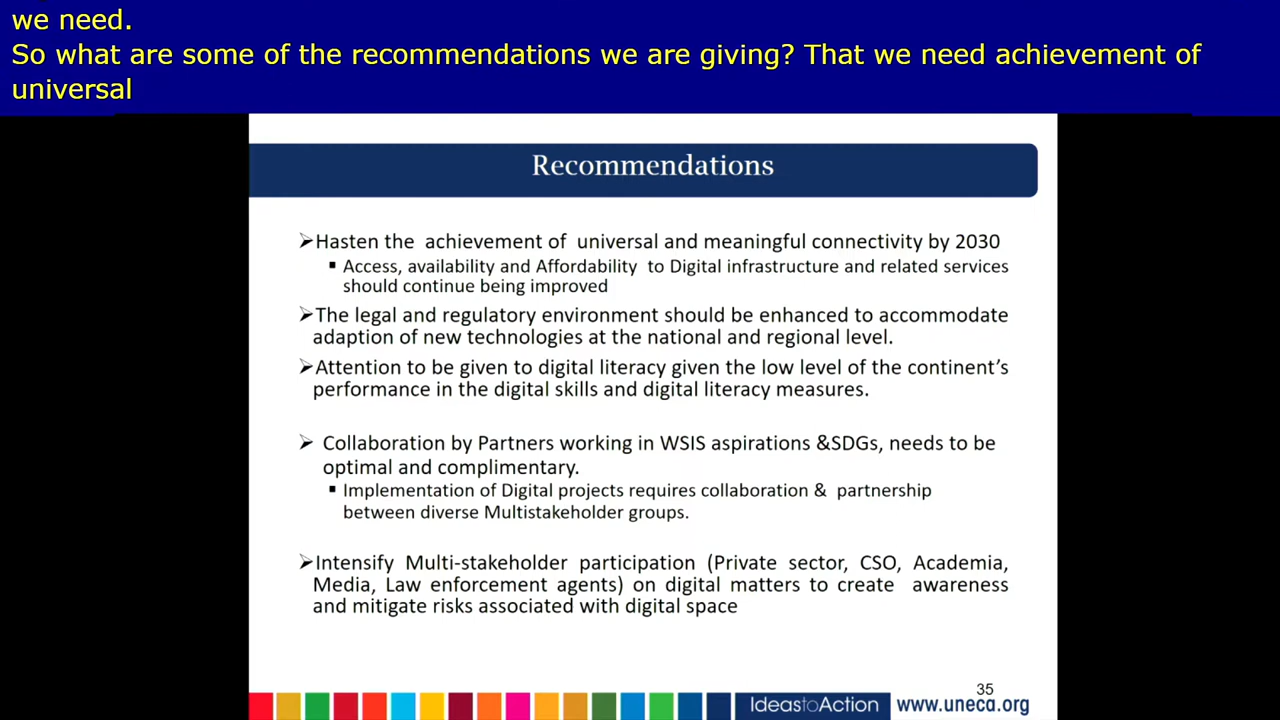 we need.
So what are some of the recommendations we are giving? That we need achievement of
universal
Recommendations
➢Hasten the achievement of universal and meaningful connectivity by 2030
▪ Access, availability and Affordability to Digital infrastructure and related services
should continue being improved
➢The legal and regulatory environment should be enhanced to accommodate
adaption of new technologies at the national and regional level.
➢Attention to be given to digital literacy given the low level of the continent's
performance in the digital skills and digital literacy measures.
➢ Collaboration by Partners working in WSIS aspirations &SDGs, needs to be
optimal and complimentary.
▪ Implementation of Digital projects requires collaboration & partnership
between diverse Multistakeholder groups.
➢Intensify Multi-stakeholder participation (Private sector, CSO, Academia,
Media, Law enforcement agents) on digital matters to create awareness
and mitigate risks associated with digital space
35
IdeastoAction www.uneca.org